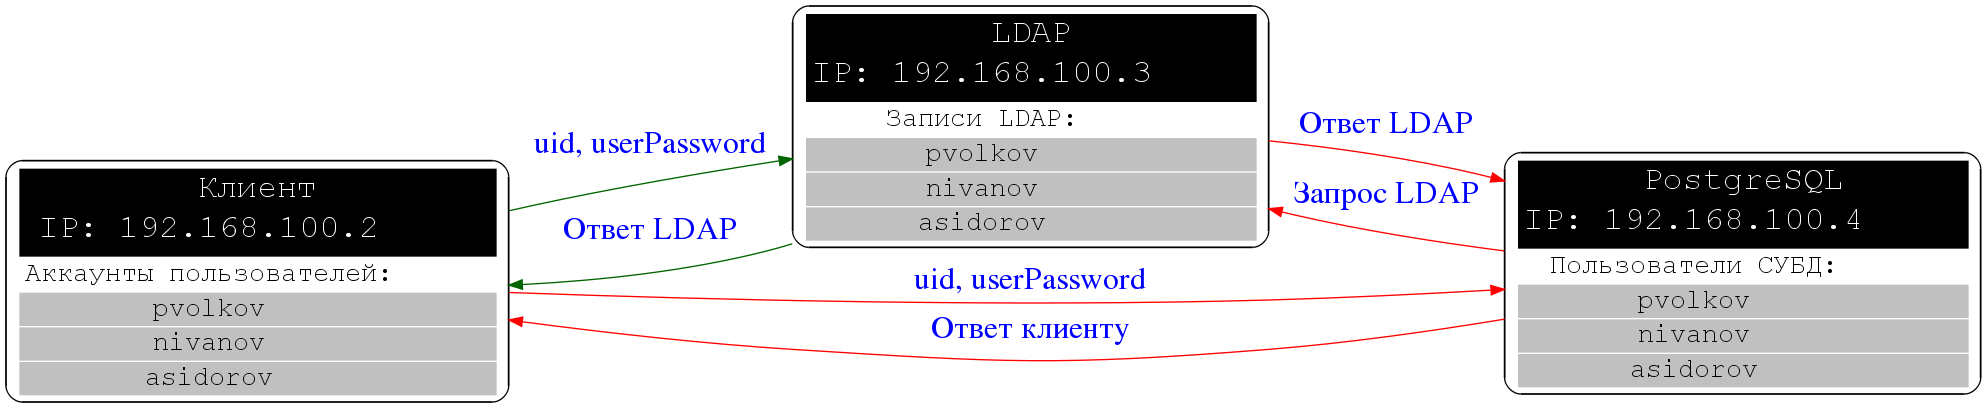 LDAP
IP: 192.168.100.3
Записи LDAP:
pvolkov
nivanov
asidorov
uid, userPassword
Ответ LDAP
Ответ LDAP
Запрос LDAP
Клиент
IP: 192.168.100.2
Аккаунты пользователей:
pvolkov
nivanov
asidorov
uid, userPassword
Ответ клиенту
PostgreSQL
IP: 192.168.100.4
Пользователи СУБД:
pvolkov
nivanov
asidorov